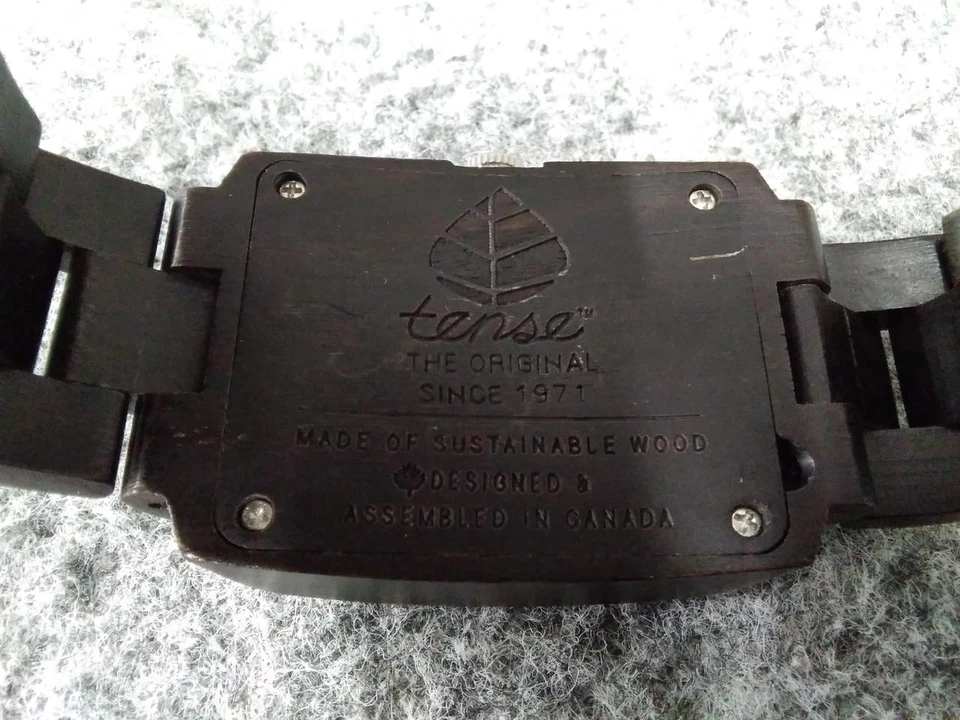 tense™
THE ORIGINAL
SINCE 1971
MADE OF SUSTAINABLE WOOD
DESIGNED &
ASSEMBLED IN CANADA